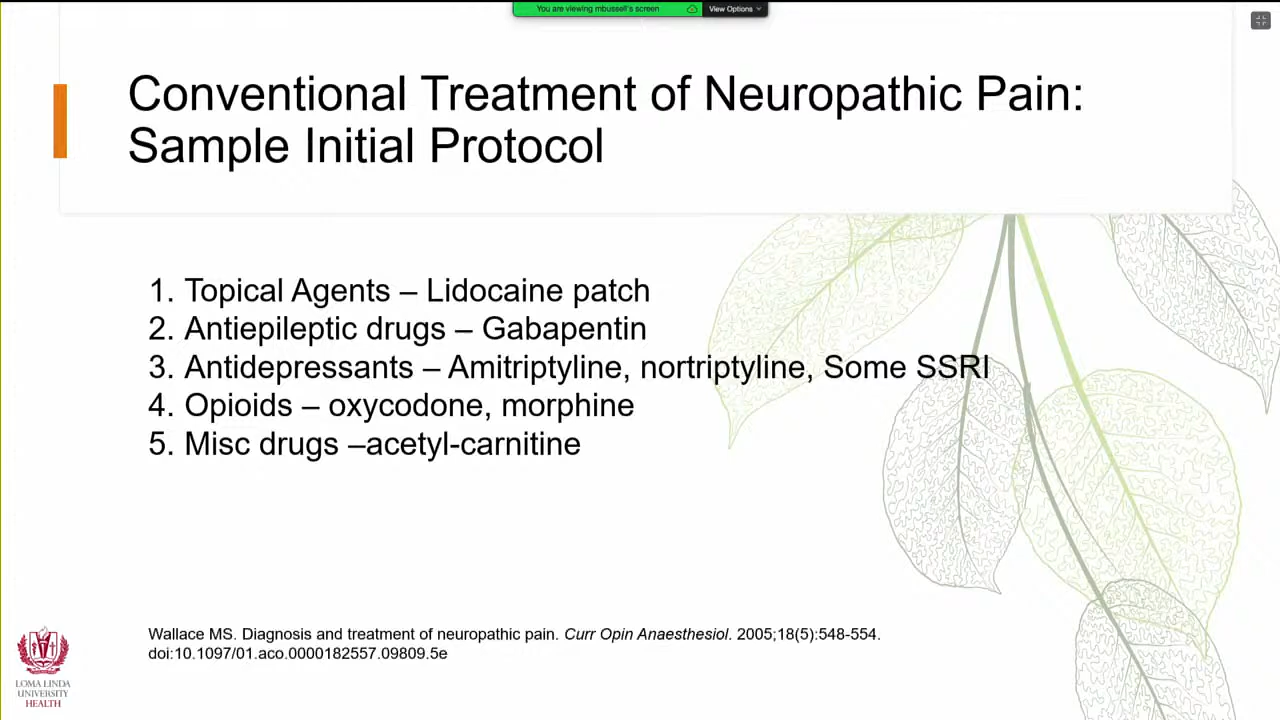 You are viewing mbussell's screen
View Options
Conventional Treatment of Neuropathic Pain:
Sample Initial Protocol
1. Topical Agents – Lidocaine patch
2. Antiepileptic drugs – Gabapentin
3. Antidepressants – Amitriptyline, nortriptyline, Some SSRI
4. Opioids – oxycodone, morphine
5. Misc drugs –acetyl-carnitine
Wallace MS. Diagnosis and treatment of neuropathic pain. Curr Opin Anaesthesiol. 2005;18(5):548-554.
doi:10.1097/01.aco.0000182557.09809.5e
LOMA LINDA
UNIVERSITY
HEALTH